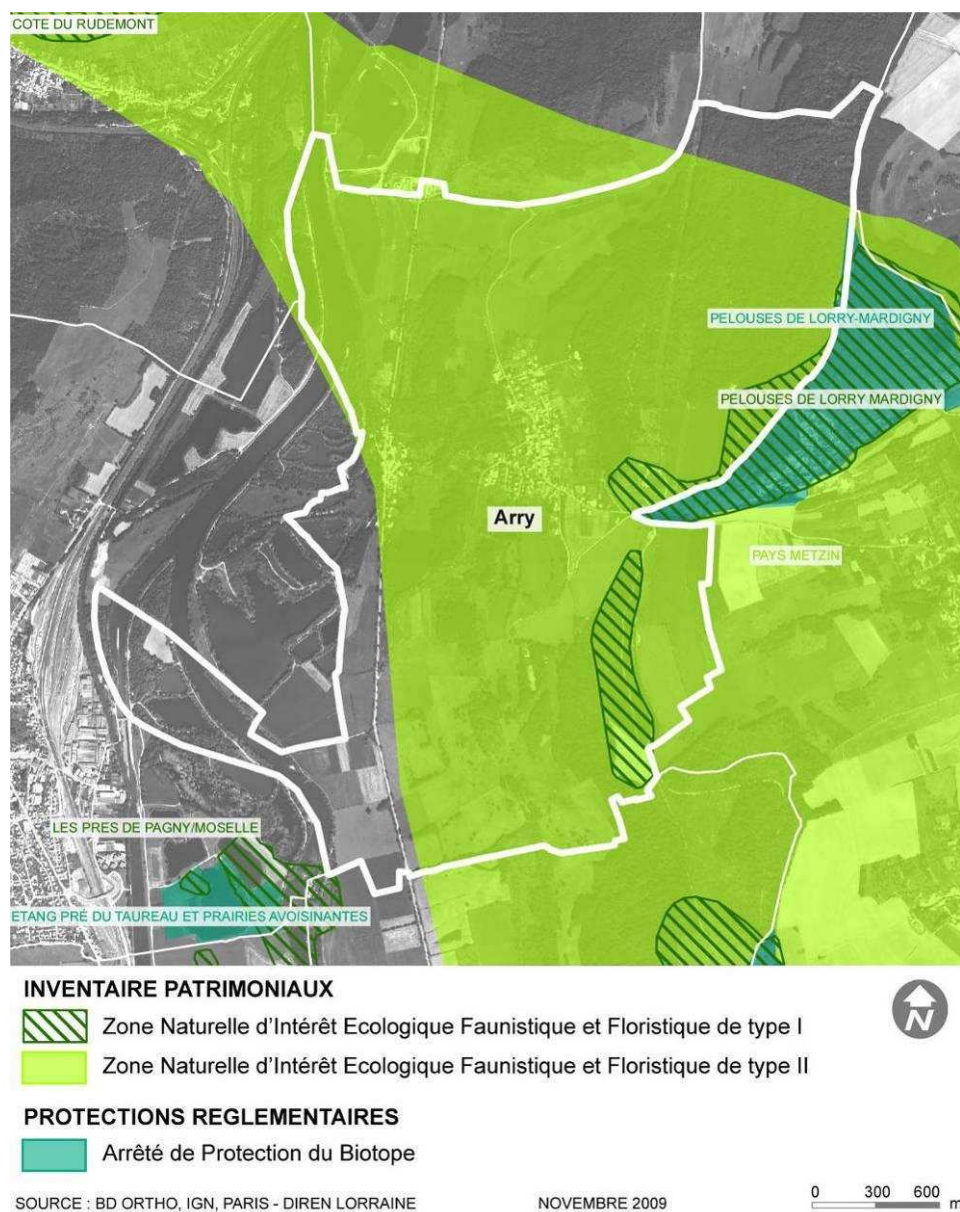 COTE DU RUDEMONT
PELOUSES DE LORRY-MARDIGNY
PELOUSES DE LORRY MARDIGNY
Arry
PAYS METZIN
LES PRES DE PAGNY/MOSELLE
ETANG PRÉ DU TAUREAU ET PRAIRIES AVOISINANTES
INVENTAIRE PATRIMONIAUX
Zone Naturelle d'Intérêt Ecologique Faunistique et Floristique de type I
Zone Naturelle d'Intérêt Ecologique Faunistique et Floristique de type II
N
PROTECTIONS REGLEMENTAIRES
Arrêté de Protection du Biotope
SOURCE : BD ORTHO, IGN, PARIS - DIREN LORRAINE NOVEMBRE 2009 0 300 600 m